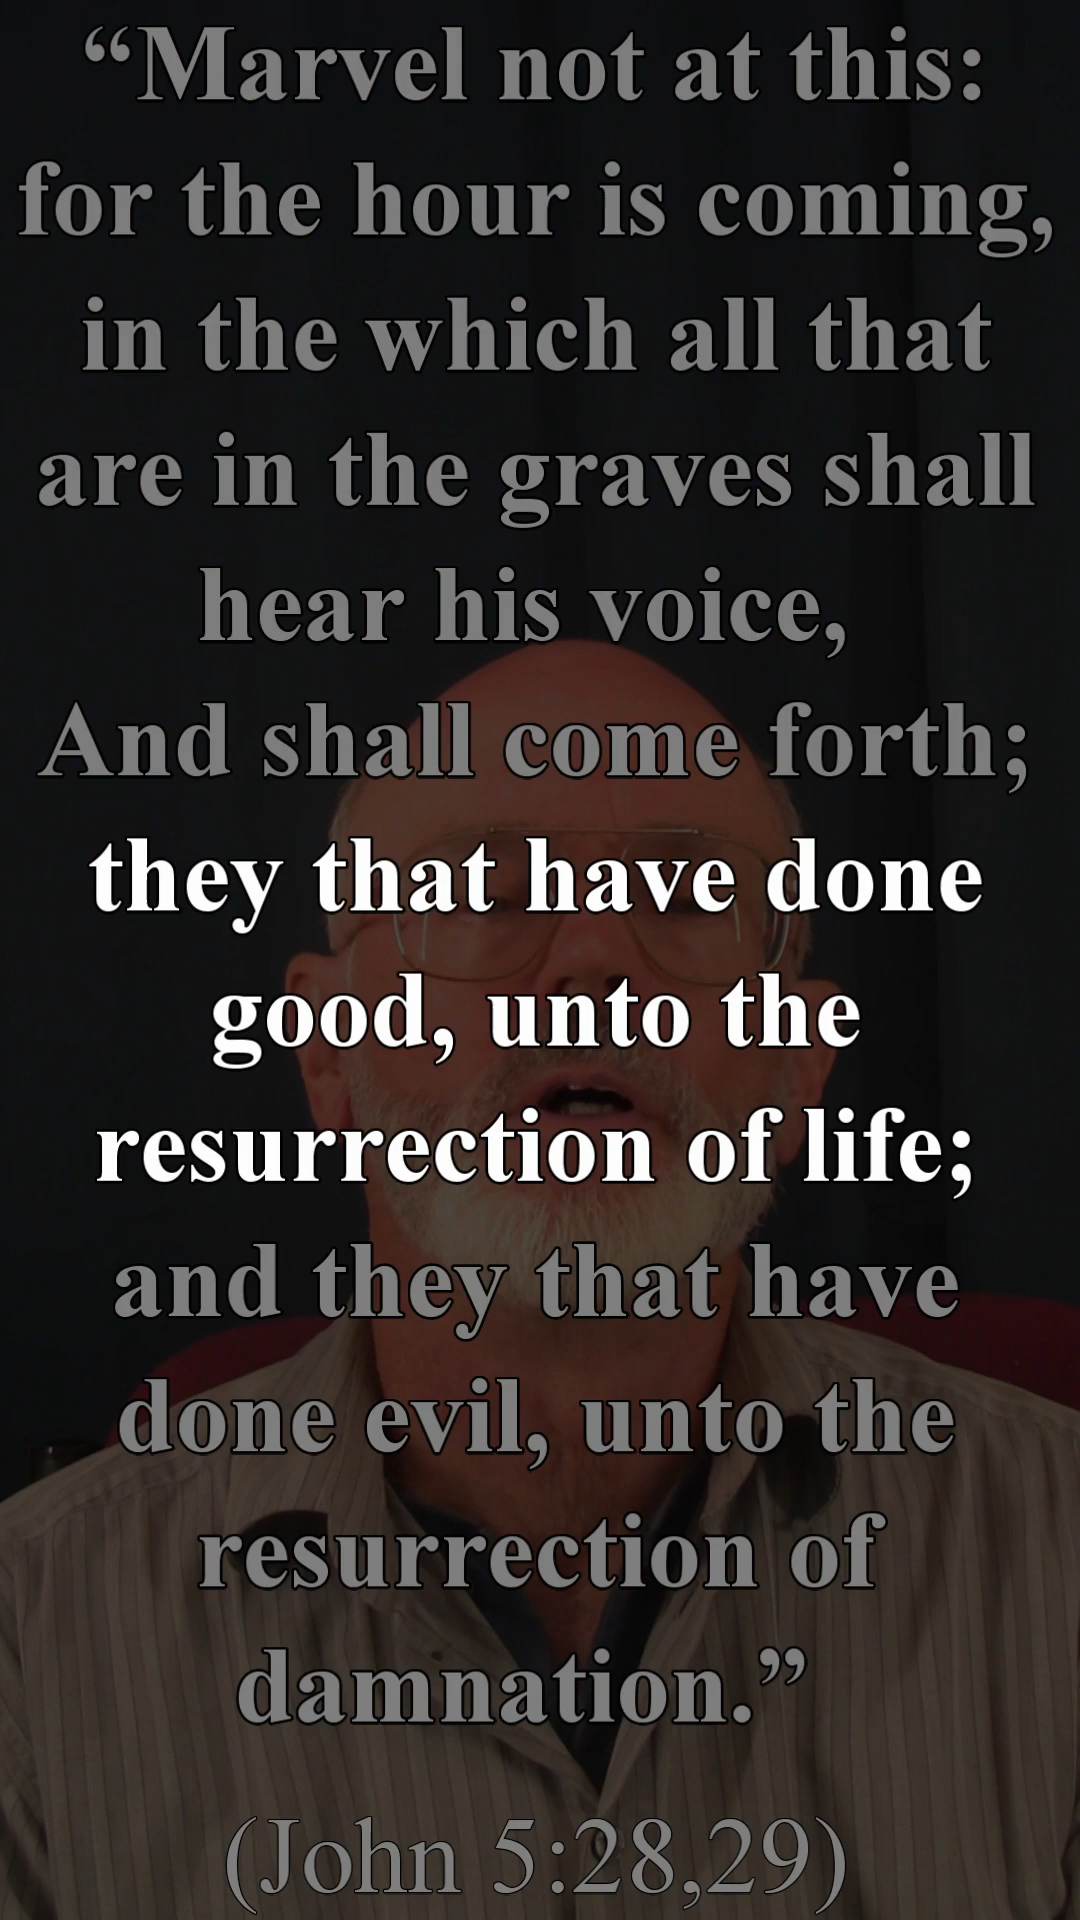 “Marvel not at this:
for the hour is coming,
in the which all that
are in the graves shall
hear his voice,
And shall come forth;
they that have done
good, unto the
resurrection of life;
and they that have
done evil, unto the
resurrection of
damnation.”
(John 5:28,29)